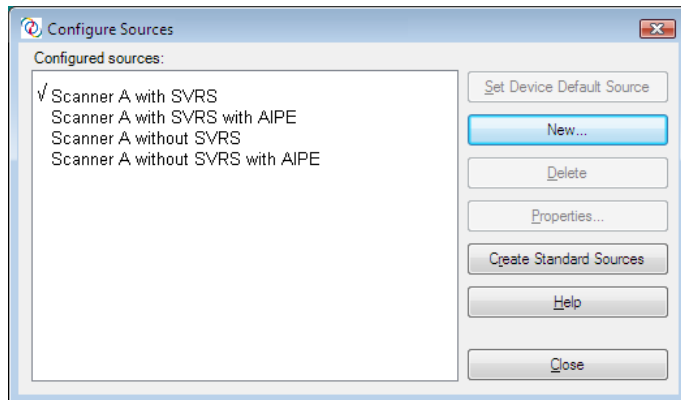 Configure Sources
Configured sources:
√ Scanner A with SVRS
Scanner A with SVRS with AIPE
Scanner A without SVRS
Scanner A without SVRS with AIPE
Set Device Default Source
New...
Delete
Properties...
Create Standard Sources
Help
Close